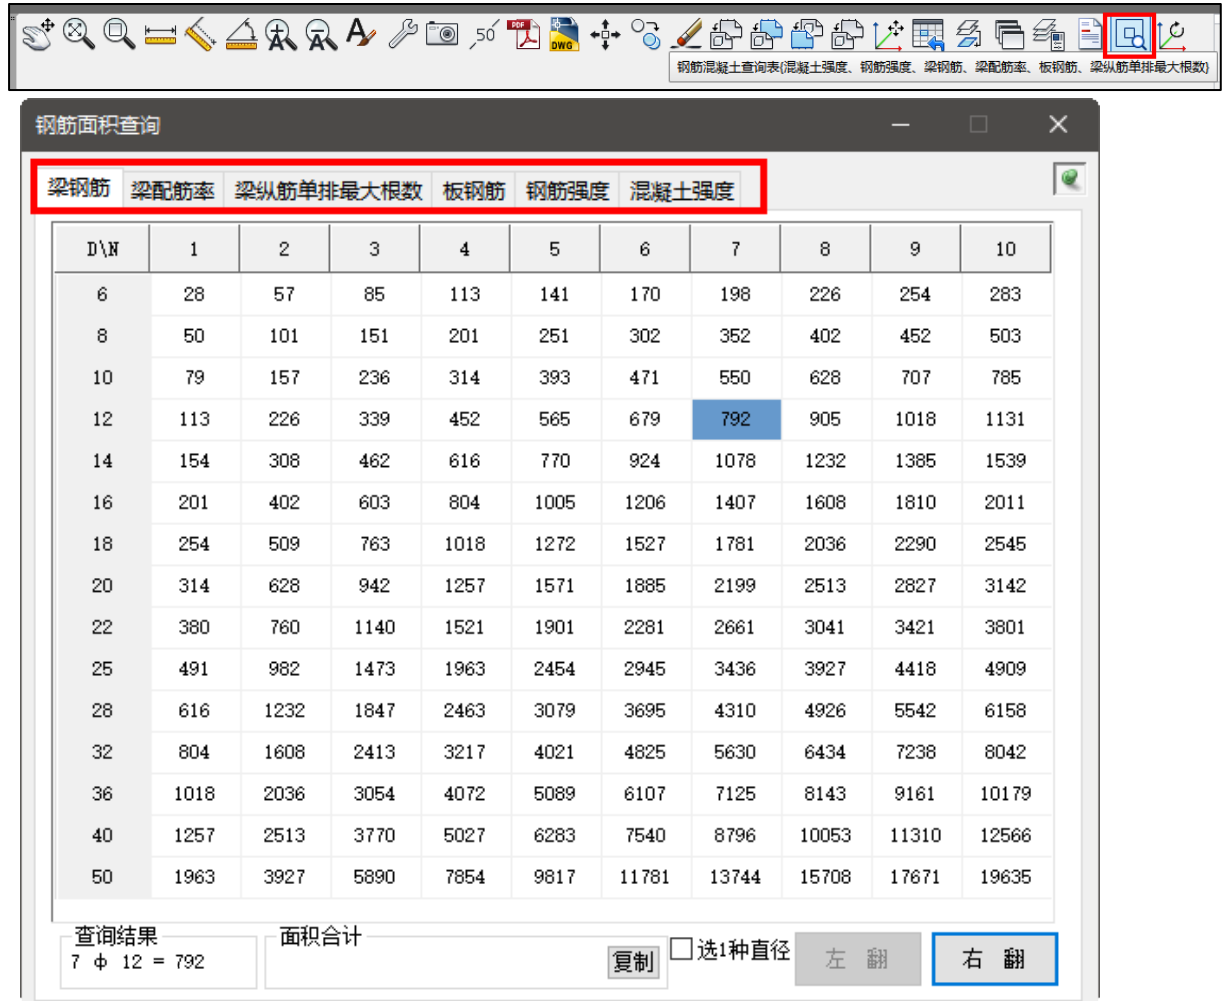 50
PDF
DWG
钢筋混凝土查询表(混凝土强度、钢筋强度、梁钢筋、梁配筋率、板钢筋、梁纵筋单排最大根数)
钢筋面积查询
梁钢筋 梁配筋率 梁纵筋单排最大根数 板钢筋 钢筋强度 混凝土强度
D\N 1 2 3 4 5 6 7 8 9 10
6 28 57 85 113 141 170 198 226 254 283
8 50 101 151 201 251 302 352 402 452 503
10 79 157 236 314 393 471 550 628 707 785
12 113 226 339 452 565 679 792 905 1018 1131
14 154 308 462 616 770 924 1078 1232 1385 1539
16 201 402 603 804 1005 1206 1407 1608 1810 2011
18 254 509 763 1018 1272 1527 1781 2036 2290 2545
20 314 628 942 1257 1571 1885 2199 2513 2827 3142
22 380 760 1140 1521 1901 2281 2661 3041 3421 3801
25 491 982 1473 1963 2454 2945 3436 3927 4418 4909
28 616 1232 1847 2463 3079 3695 4310 4926 5542 6158
32 804 1608 2413 3217 4021 4825 5630 6434 7238 8042
36 1018 2036 3054 4072 5089 6107 7125 8143 9161 10179
40 1257 2513 3770 5027 6283 7540 8796 10053 11310 12566
50 1963 3927 5890 7854 9817 11781 13744 15708 17671 19635
查询结果 面积合计
7 ф 12 = 792 复制 选1种直径 左 翻 右 翻